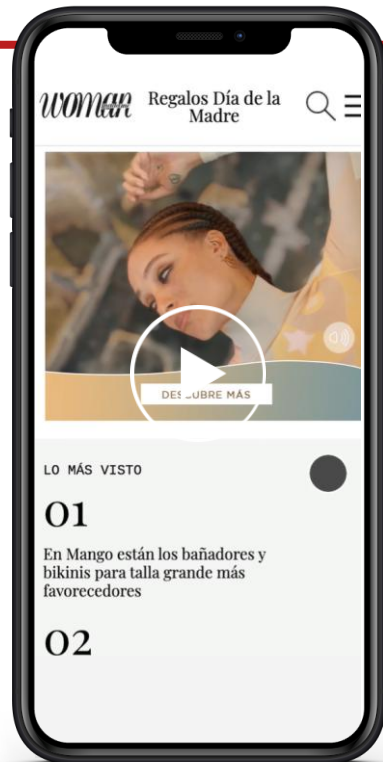 woman
Regalos Día de la
Madre
DESCUBRE MÁS
LO MÁS VISTO
01
En Mango están los bañadores y
bikinis para talla grande más
favorecedores
02